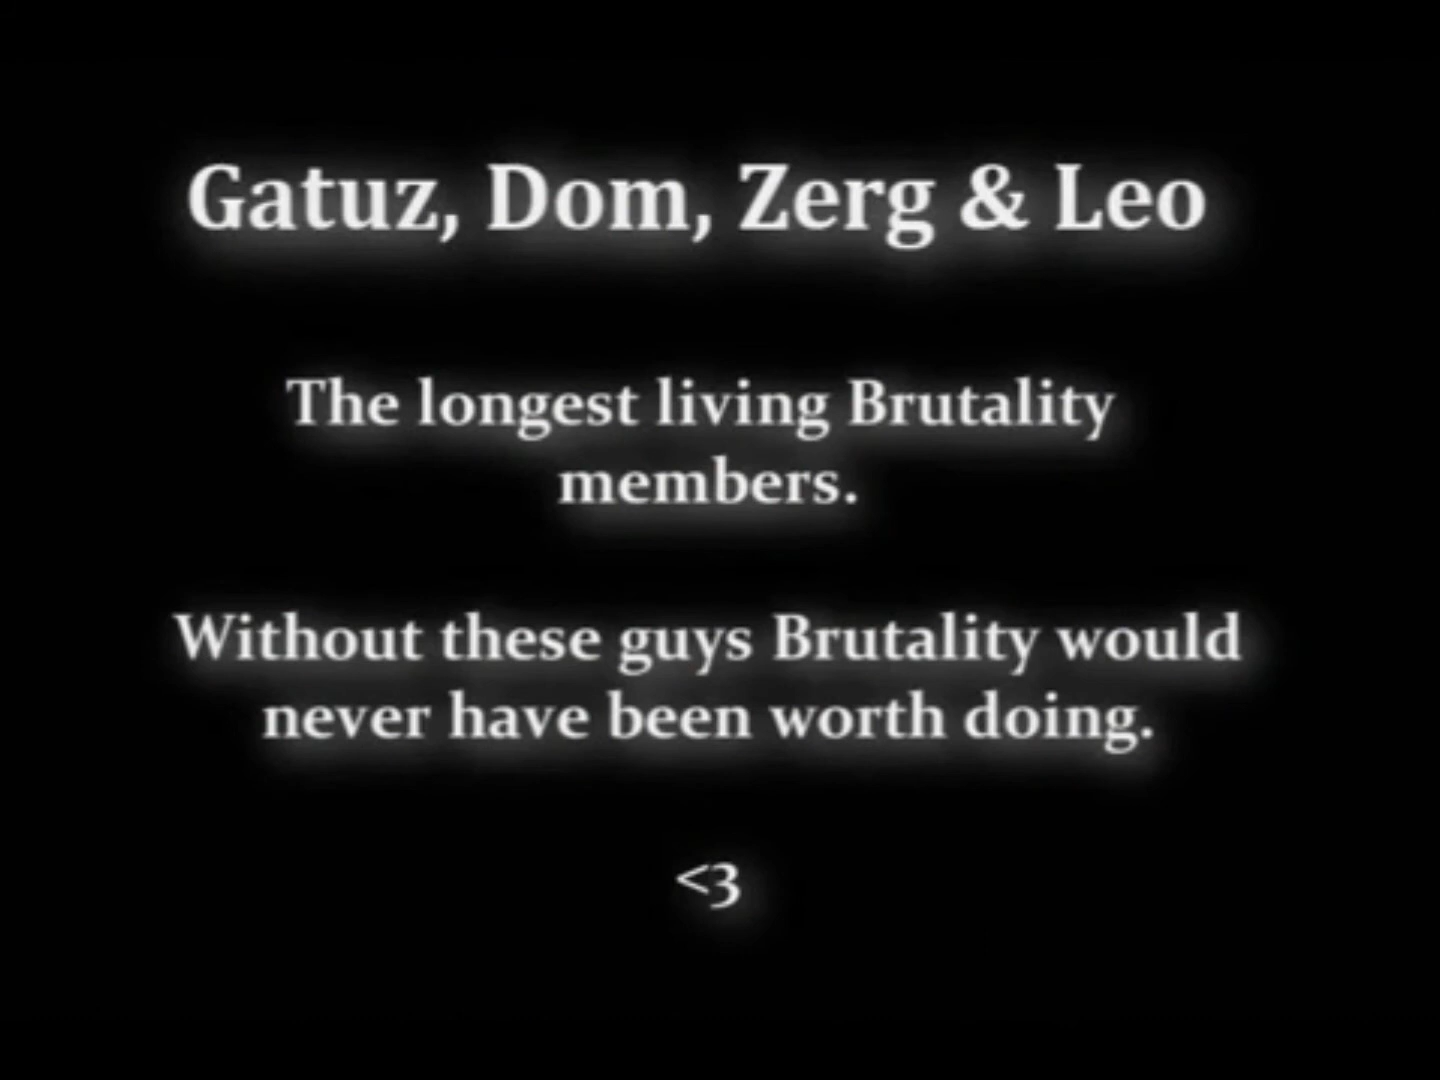 Gatuz, Dom, Zerg & Leo
The longest living Brutality
members.
Without these guys Brutality would
never have been worth doing.
<3